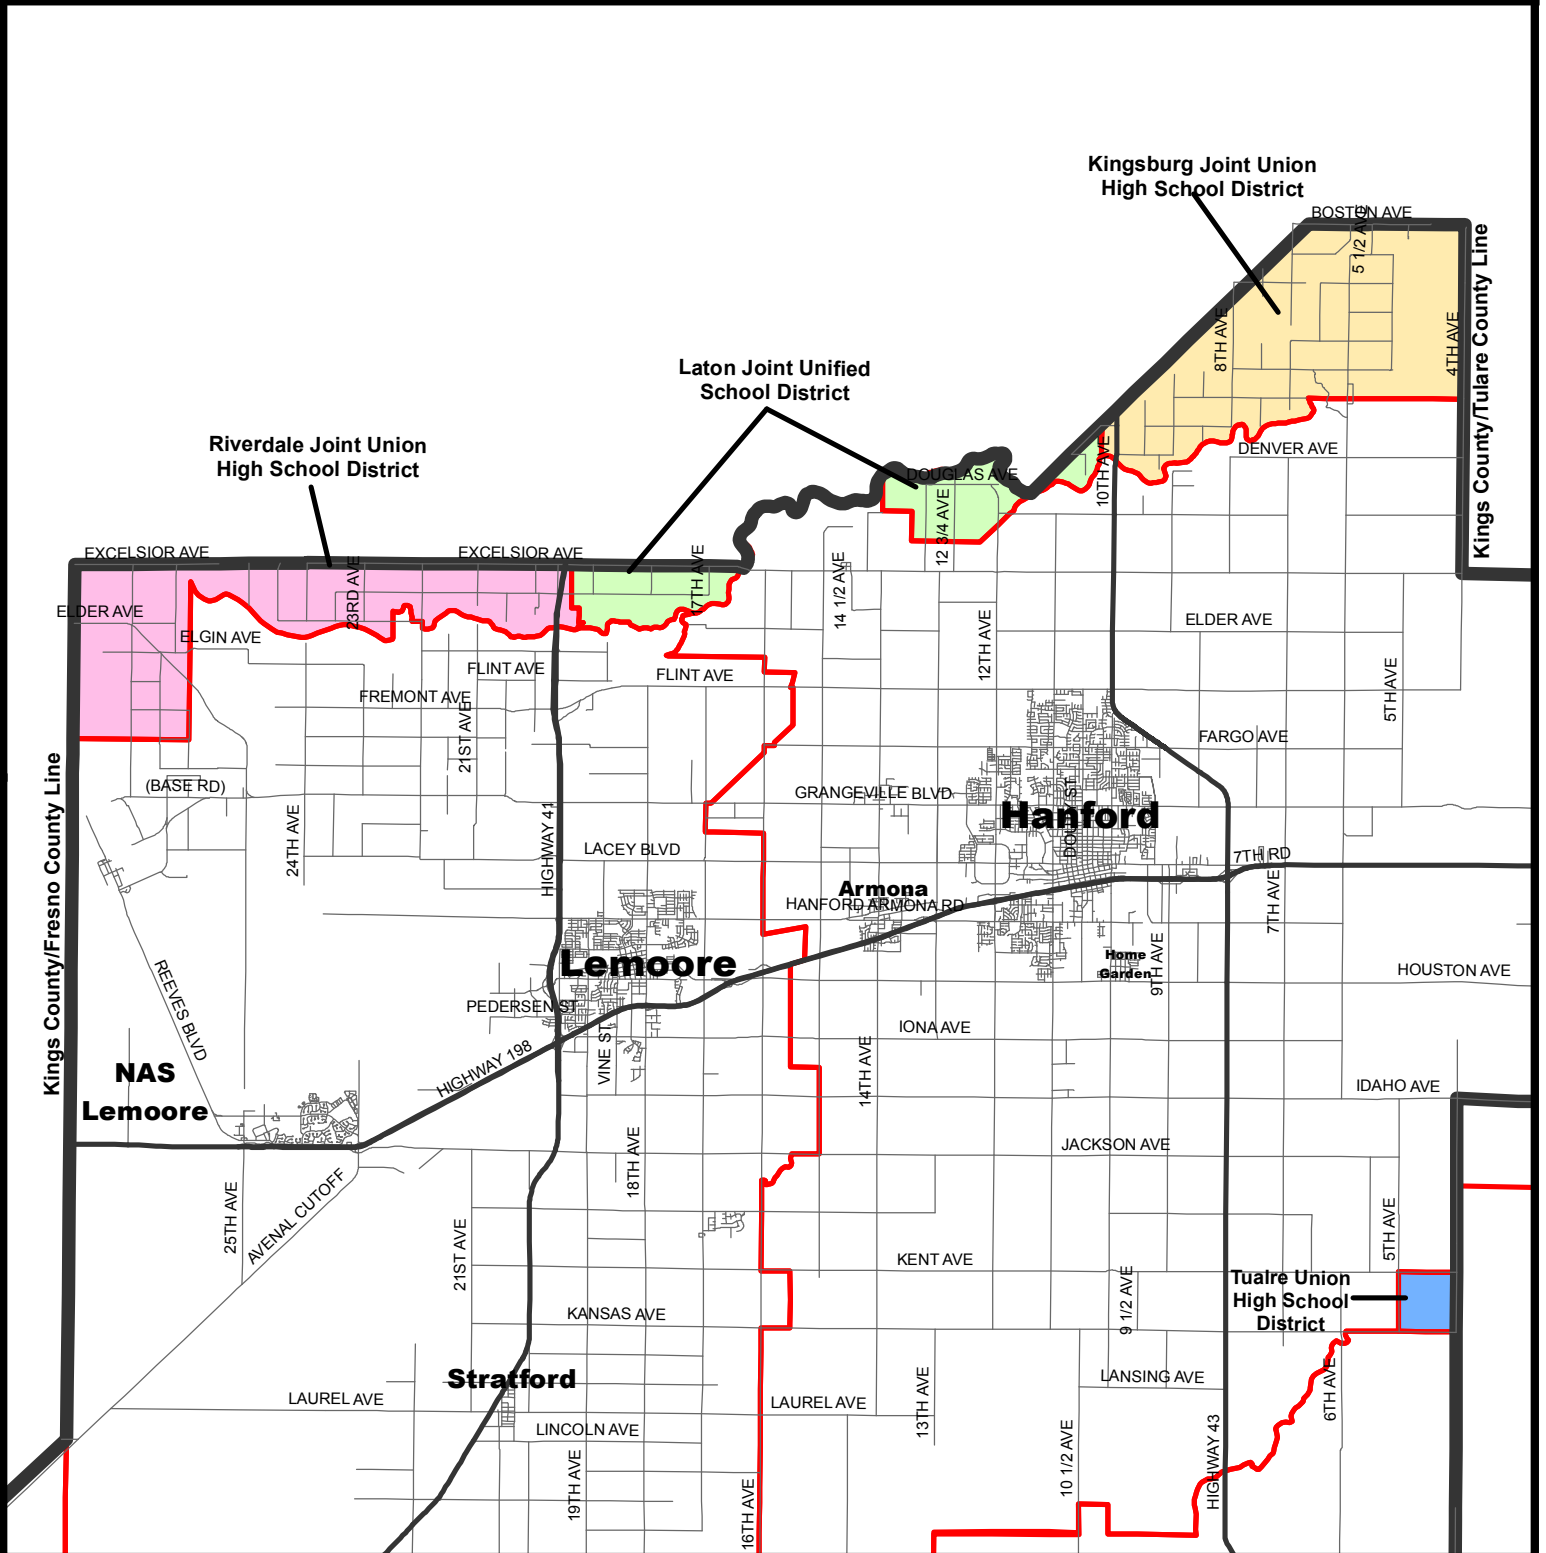 Kingsburg Joint Union
High School District
BOSTON AVE
5 1/2 AVE
Kings County/Tulare County Line
8TH AVE
4TH AVE
Laton Joint Unified
School District
Riverdale Joint Union
High School District
DENVER AVE
10TH AVE
DOUGLAS AVE
12 3/4 AVE
EXCELSIOR AVE
EXCELSIOR AVE
17TH AVE
23RD AVE
14 1/2 AVE
ELDER AVE
ELDER AVE
ELGIN AVE
12TH AVE
FLINT AVE
FLINT AVE
5TH AVE
FREMONT AVE
21ST AVE
FARGO AVE
Kings County/Fresno County Line
(BASE RD)
GRANGEVILLE BLVD
Hanford
DOUTY ST
24TH AVE
HIGHWAY 41
LACEY BLVD
7TH RD
Armona
HANFORD ARMONA RD
7TH AVE
Lemoore
Home
Garden
9TH AVE
HOUSTON AVE
REEVES BLVD
PEDERSEN ST
IONA AVE
VINE ST
HIGHWAY 198
14TH AVE
NAS
Lemoore
IDAHO AVE
JACKSON AVE
18TH AVE
25TH AVE
AVENAL CUTOFF
21ST AVE
5TH AVE
KENT AVE
9 1/2 AVE
Tualre Union
High School
District
KANSAS AVE
Stratford
LANSING AVE
LAUREL AVE
LAUREL AVE
13TH AVE
6TH AVE
LINCOLN AVE
19TH AVE
16TH AVE
10 1/2 AVE
HIGHWAY 43